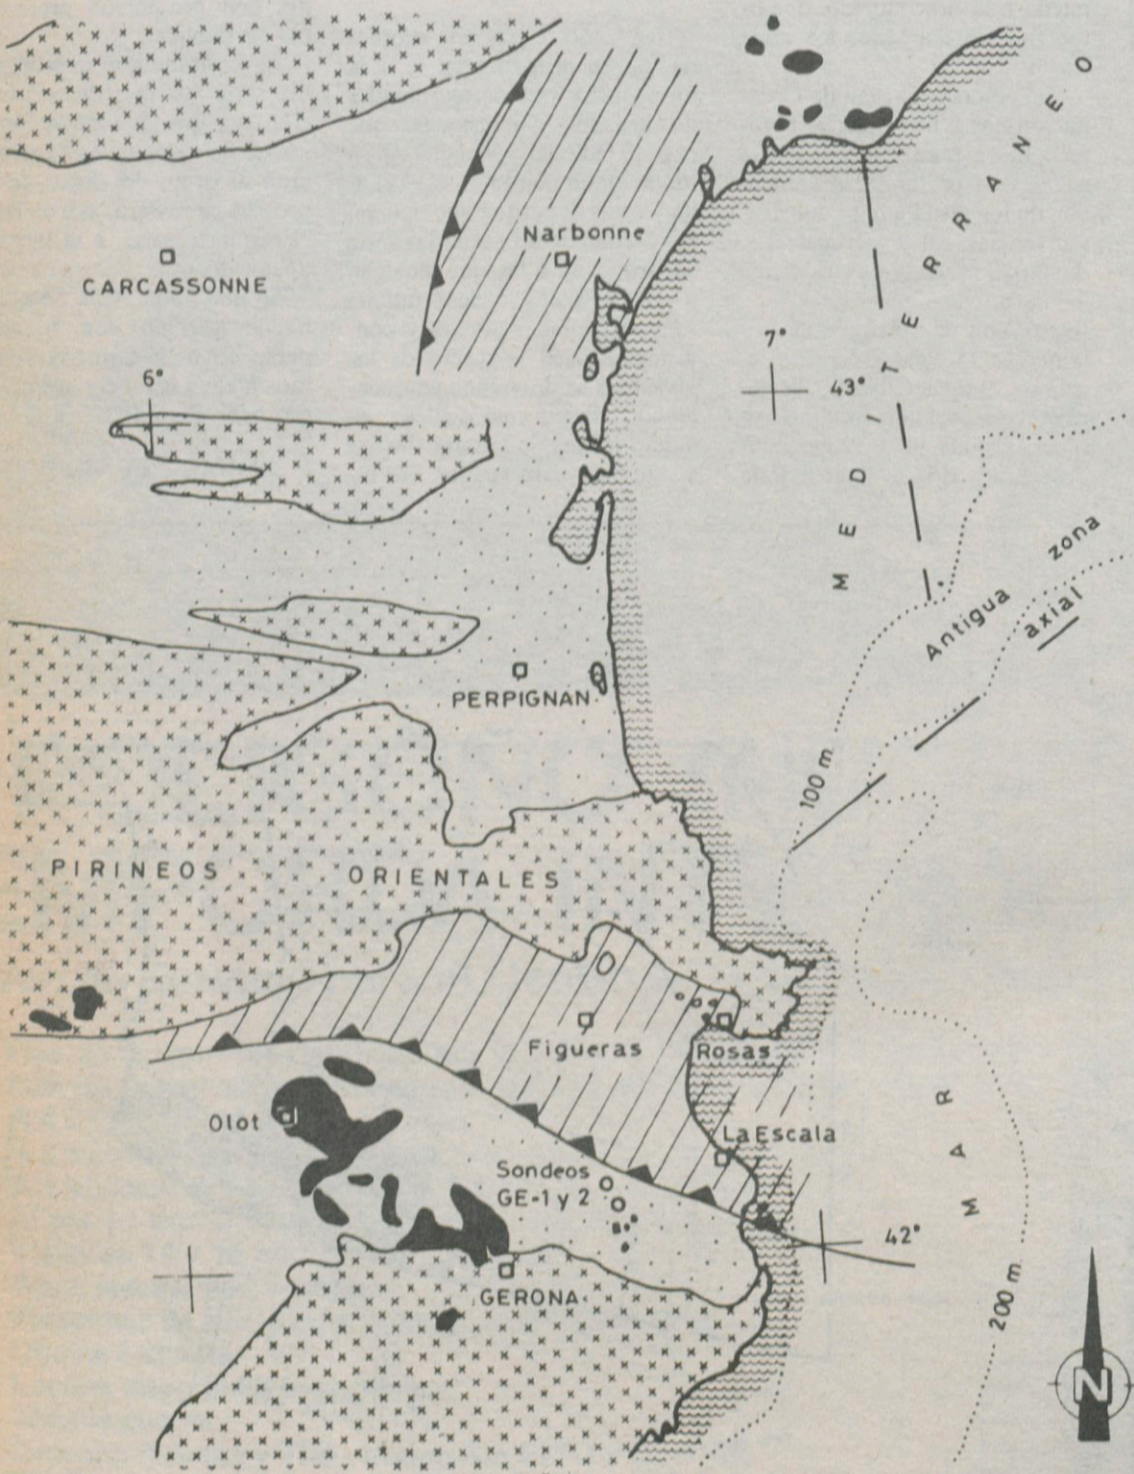 Narbonne
CARCASSONNE
7°
43°
6°
MEDITERRANEO
Antigua zona
axial
PERPIGNAN
100 m
PIRINEOS ORIENTALES
Figueras
Rosas
Olot
La Escala
Sondeos
GE-1 y 2
MAR
42°
GERONA
200 m
N